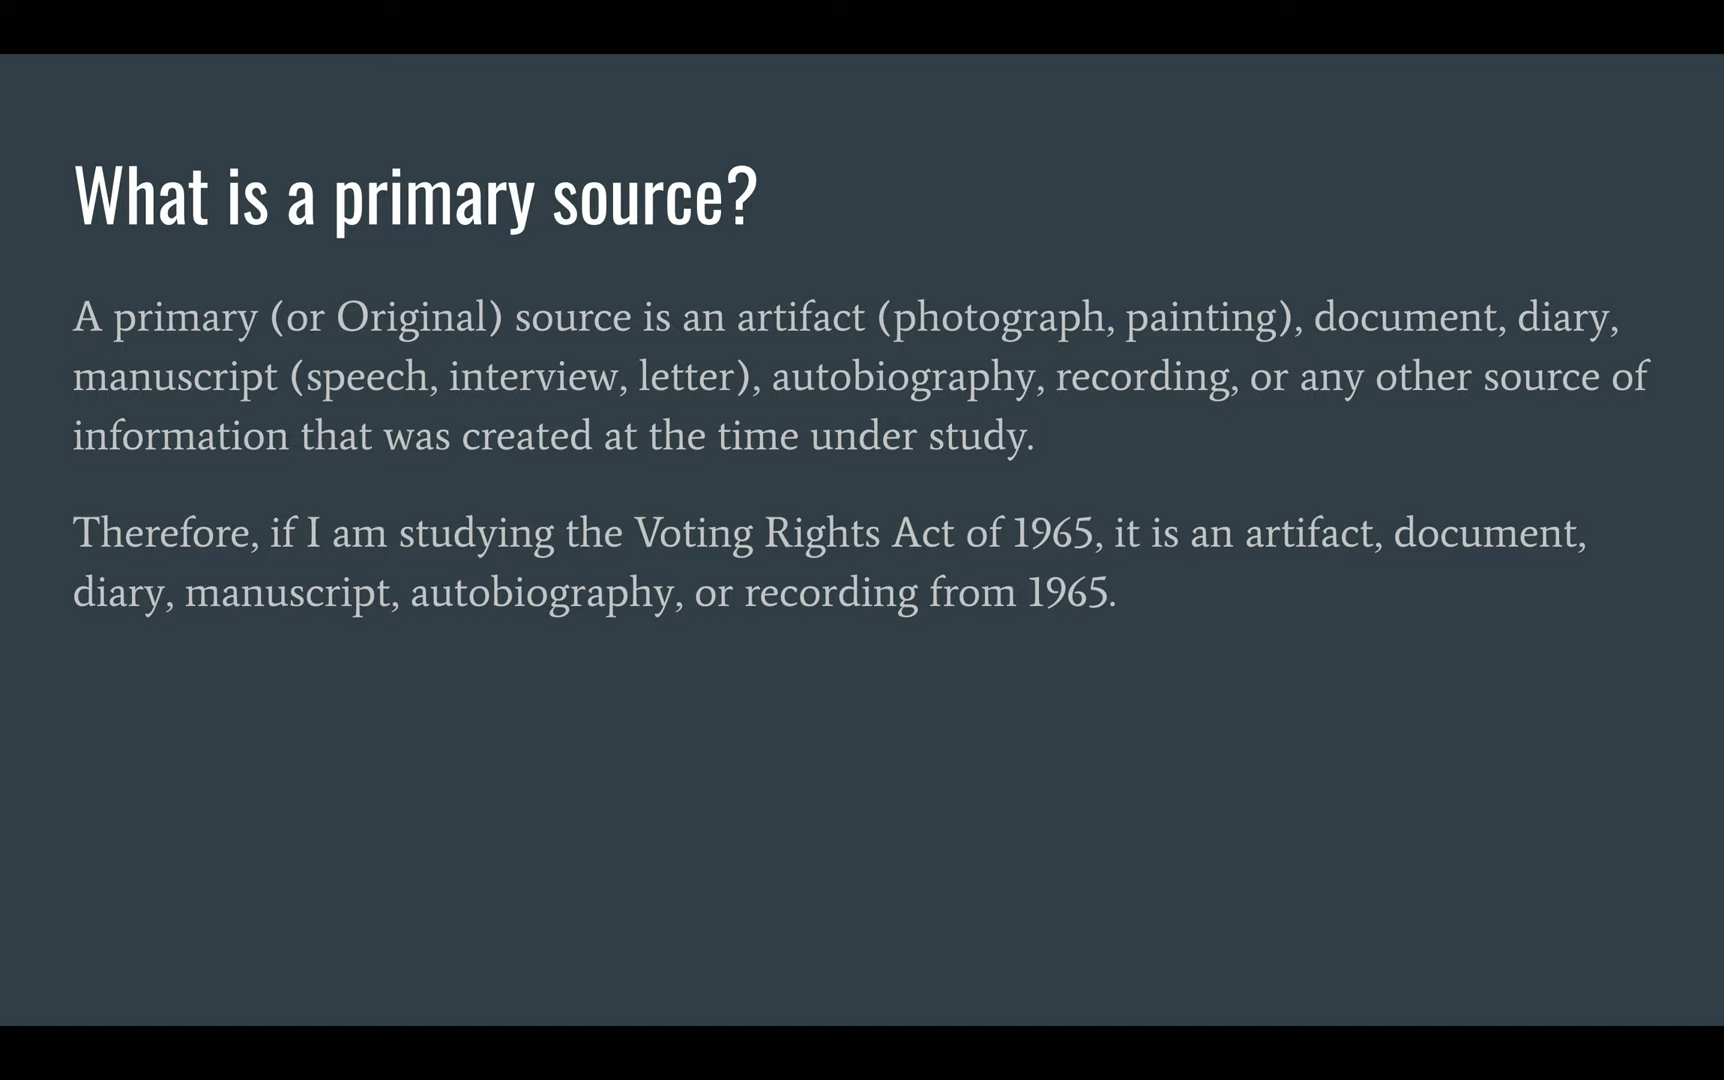 What is a primary source?
A primary (or Original) source is an artifact (photograph, painting), document, diary,
manuscript (speech, interview, letter), autobiography, recording, or any other source of
information that was created at the time under study.
Therefore, if I am studying the Voting Rights Act of 1965, it is an artifact, document,
diary, manuscript, autobiography, or recording from 1965.